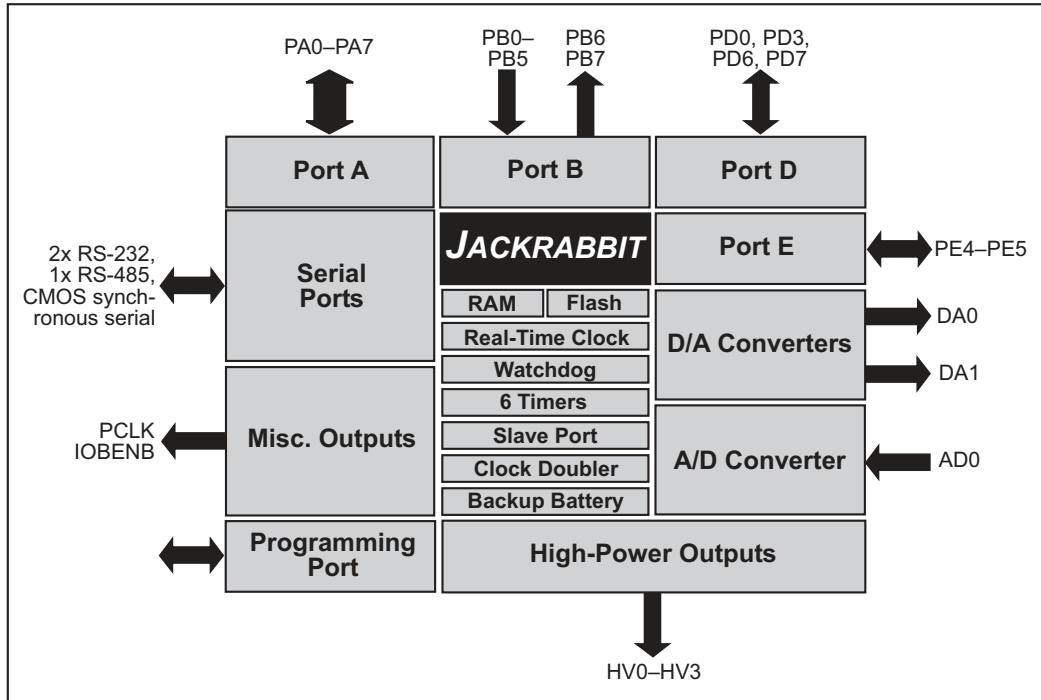 PA0–PA7
PB0–
PB5
PB6
PB7
PD0, PD3,
PD6, PD7
Port A
Port B
Port D
2x RS-232,
1x RS-485,
CMOS synch-
ronous serial
Serial
Ports
JACKRABBIT
Port E
PE4–PE5
RAM
Flash
Real-Time Clock
Watchdog
6 Timers
Slave Port
Clock Doubler
Backup Battery
D/A Converters
DA0
DA1
PCLK
IOBENB
Misc. Outputs
A/D Converter
AD0
Programming
Port
High-Power Outputs
HV0–HV3